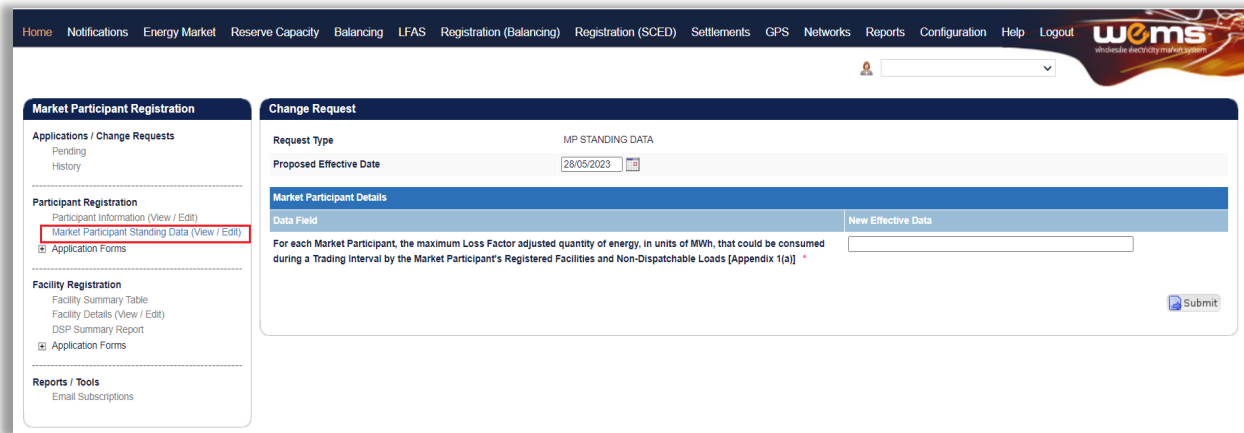 Home Notifications Energy Market Reserve Capacity Balancing LFAS Registration (Balancing) Registration (SCED) Settlements GPS Networks Reports Configuration Help Logout
wems
wholesale electricity market system
Market Participant Registration
Applications / Change Requests
Pending
History
Participant Registration
Participant Information (View / Edit)
Market Participant Standing Data (View / Edit)
Application Forms
Facility Registration
Facility Summary Table
Facility Details (View / Edit)
DSP Summary Report
Application Forms
Reports / Tools
Email Subscriptions
Change Request
Request Type MP STANDING DATA
Proposed Effective Date 28/05/2023
Market Participant Details
Data Field New Effective Data
For each Market Participant, the maximum Loss Factor adjusted quantity of energy, in units of MWh, that could be consumed
during a Trading Interval by the Market Participant's Registered Facilities and Non-Dispatchable Loads [Appendix 1(a)] *
Submit